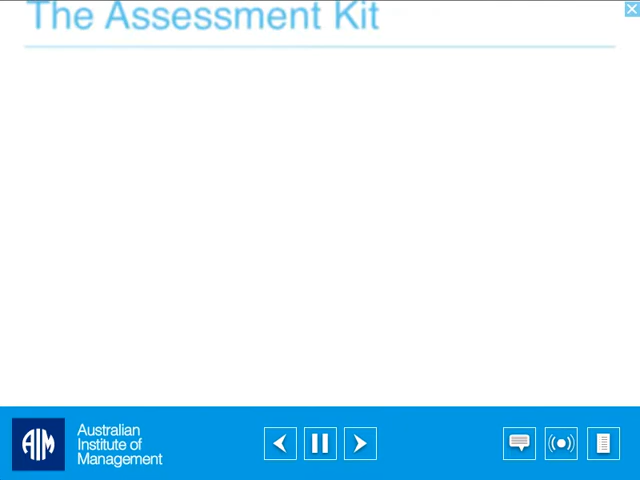 The Assessment Kit
AIM
Australian
Institute of
Management